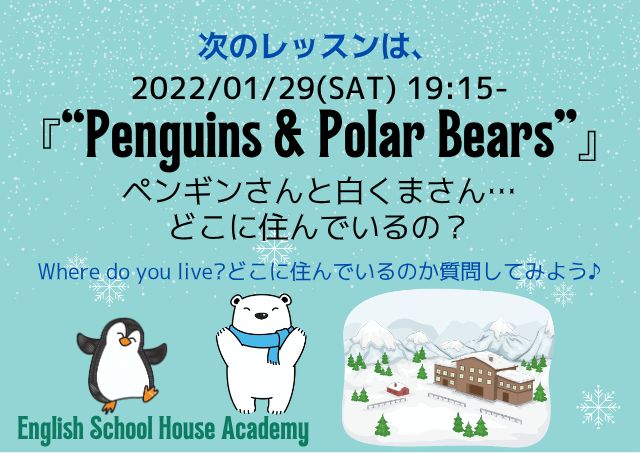 次のレッスンは、
2022/01/29(SAT) 19:15-
『“Penguins & Polar Bears”』
ペンギンさんと白くまさん…
どこに住んでいるの？
Where do you live?どこに住んでいるのか質問してみよう♪
English School House Academy